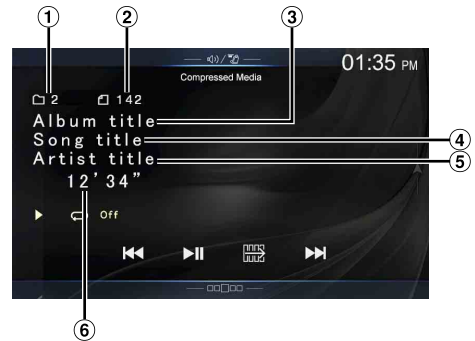 1 2 3
01:35 PM
Compressed Media
2 142
Album title
Song title 4
Artist title 5
12'34"
Off
6